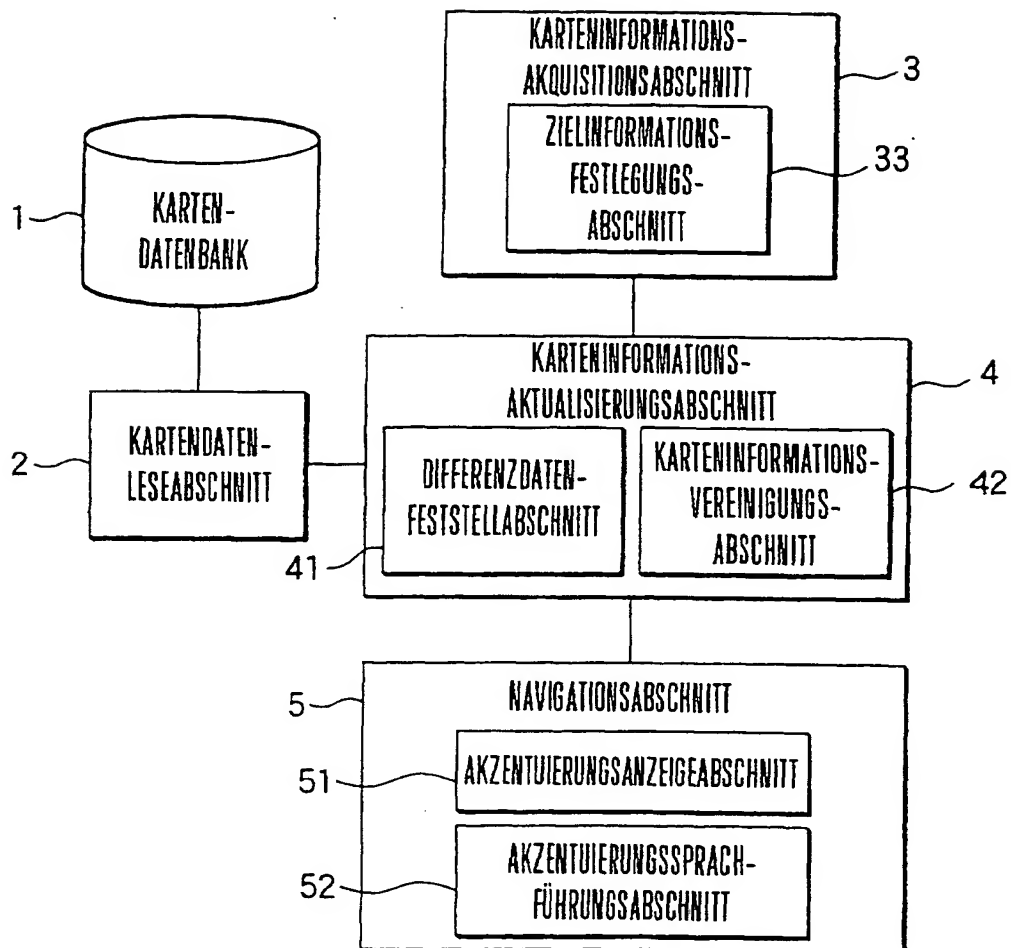 KARTENINFORMATIONS-
AKQUISITIONSABSCHNITT
3
ZIELINFORMATIONS-
FESTLEGUNGS-
ABSCHNITT
33
1
KARTEN-
DATENBANK
KARTENINFORMATIONS-
AKTUALISIERUNGSABSCHNITT
4
2
KARTENDATEN-
LESEABSCHNITT
DIFFERENZDATEN-
FESTSTELLABSCHNITT
41
KARTENINFORMATIONS-
VEREINIGUNGS-
ABSCHNITT
42
5
NAVIGATIONSABSCHNITT
51
AKZENTUIERUNGSANZEIGEABSCHNITT
52
AKZENTUIERUNGSSPRACH-
FÜHRUNGSABSCHNITT